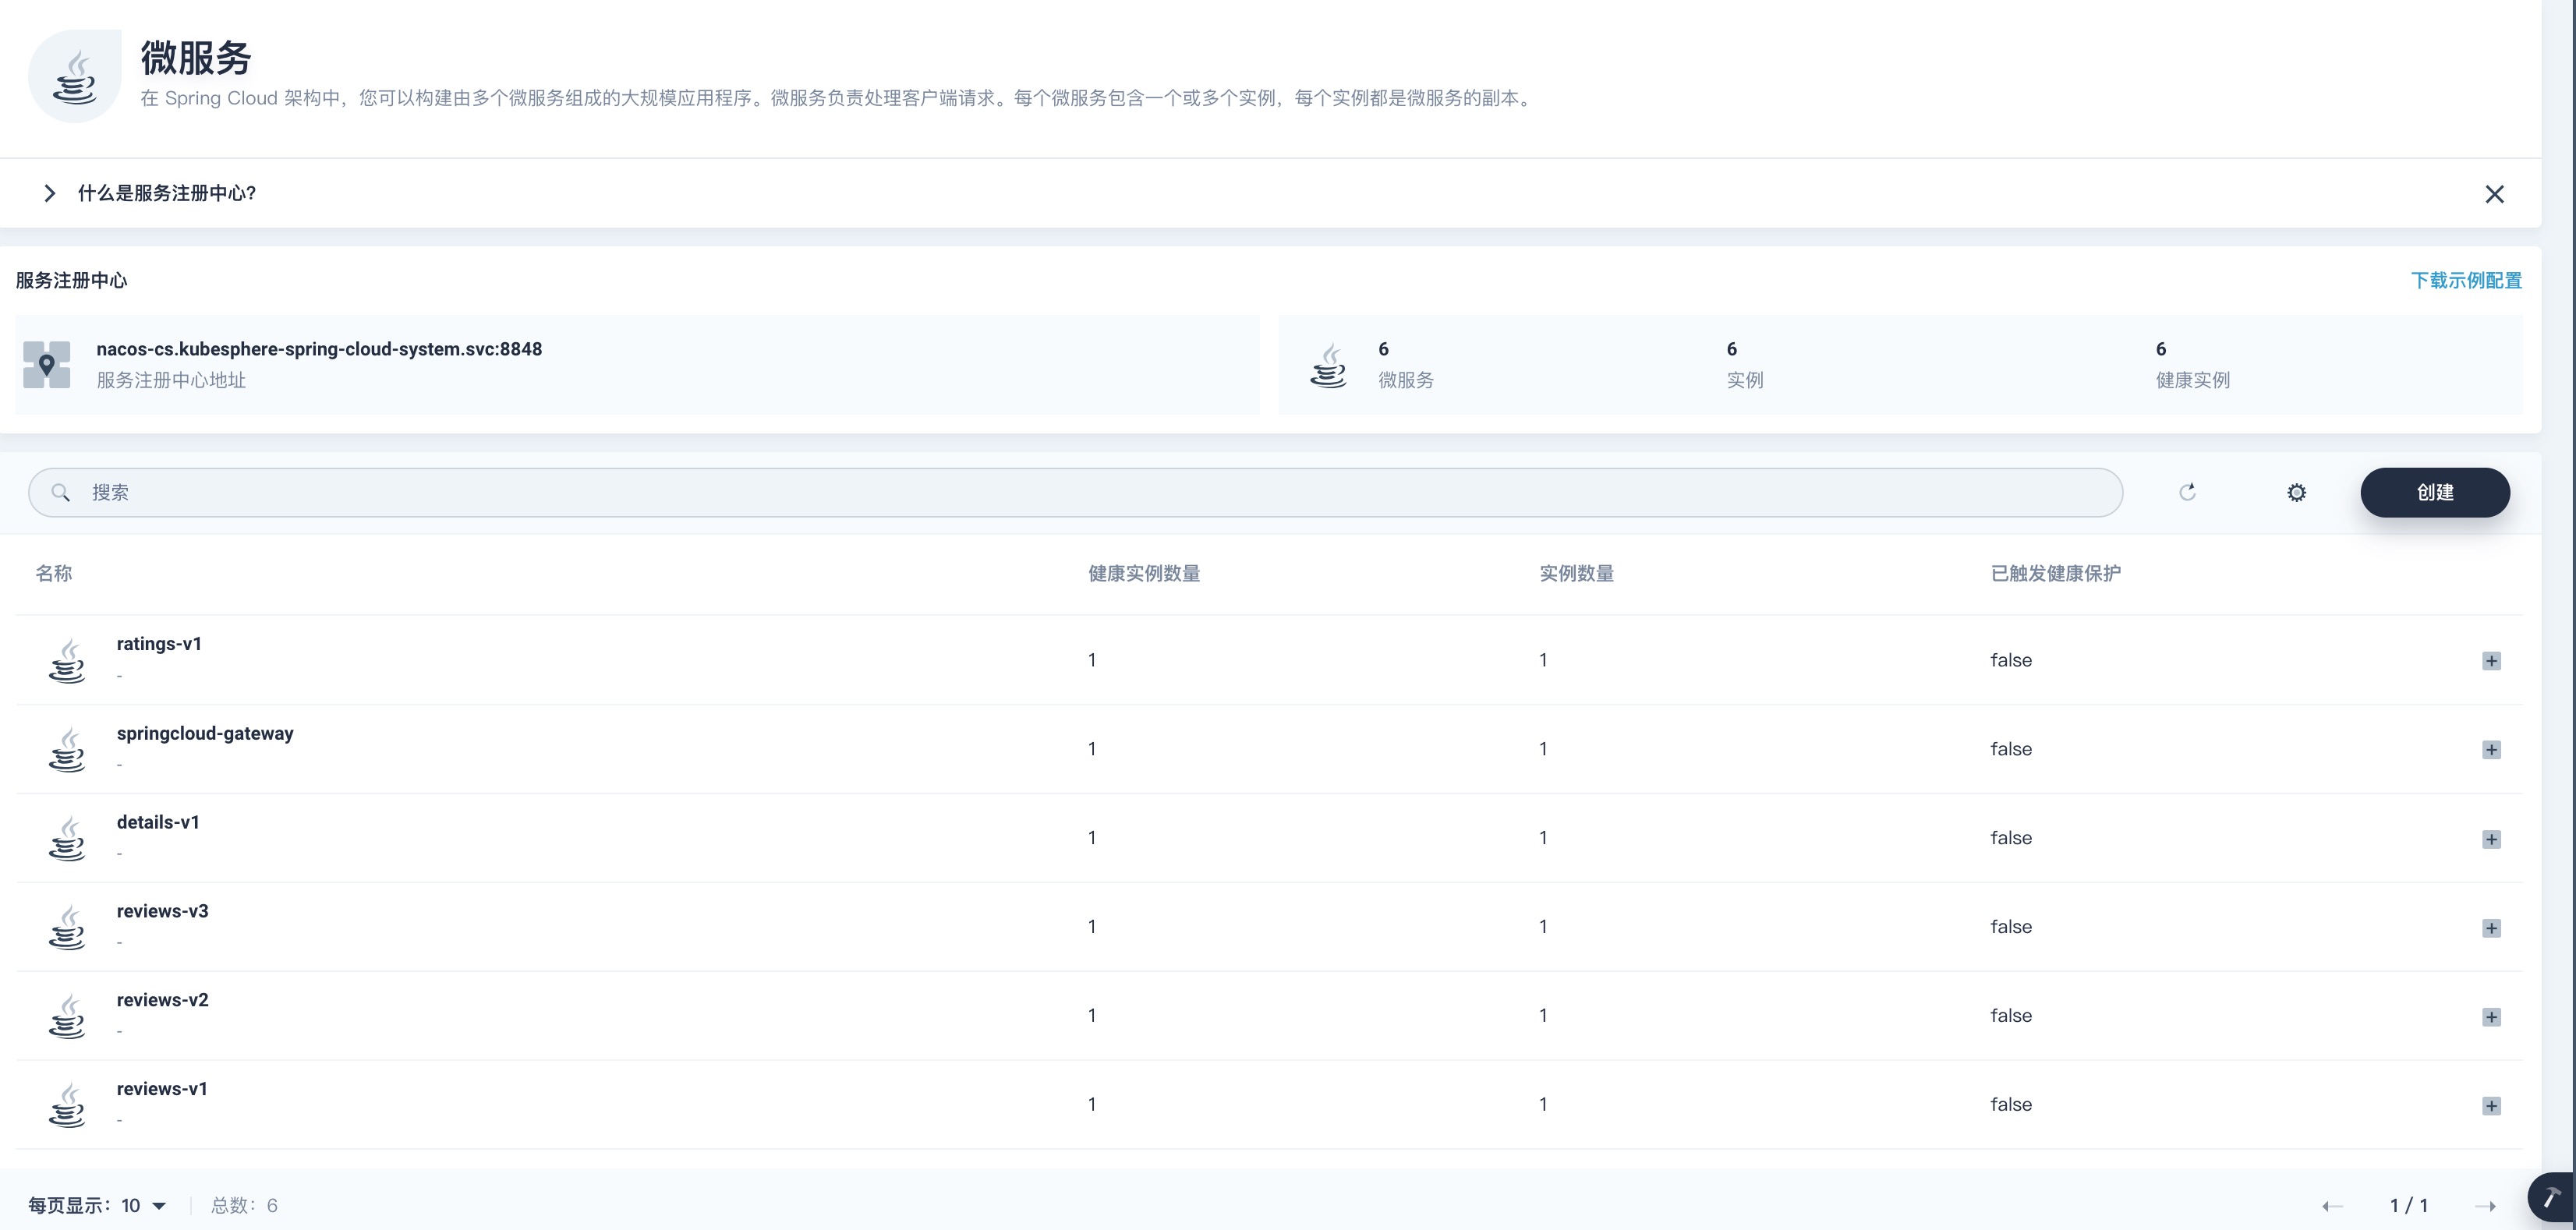 微服务
在 Spring Cloud 架构中，您可以构建由多个微服务组成的大规模应用程序。微服务负责处理客户端请求。每个微服务包含一个或多个实例，每个实例都是微服务的副本。
什么是服务注册中心?
服务注册中心 下载示例配置
nacos-cs.kubesphere-spring-cloud-system.svc:8848 6 6 6
服务注册中心地址 微服务 实例 健康实例
搜索 创建
名称 健康实例数量 实例数量 已触发健康保护
ratings-v1
- 1 1 false
springcloud-gateway
- 1 1 false
details-v1
- 1 1 false
reviews-v3
- 1 1 false
reviews-v2
- 1 1 false
reviews-v1
- 1 1 false
每页显示：10 总数：6 1 / 1